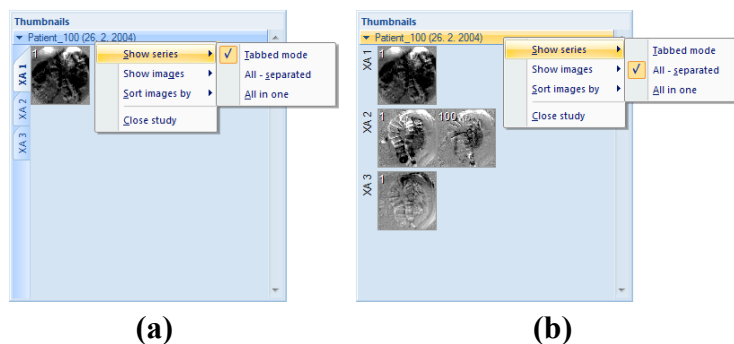 Thumbnails
Patient_100 (26. 2. 2004)
XA 1
XA 2
XA 3
1
Show series
Show images
Sort images by
Close study
Tabbed mode
All - separated
All in one
(a)
Thumbnails
Patient_100 (26. 2. 2004)
XA 1
1
XA 2
1
100
XA 3
1
Show series
Show images
Sort images by
Close study
Tabbed mode
All - separated
All in one
(b)